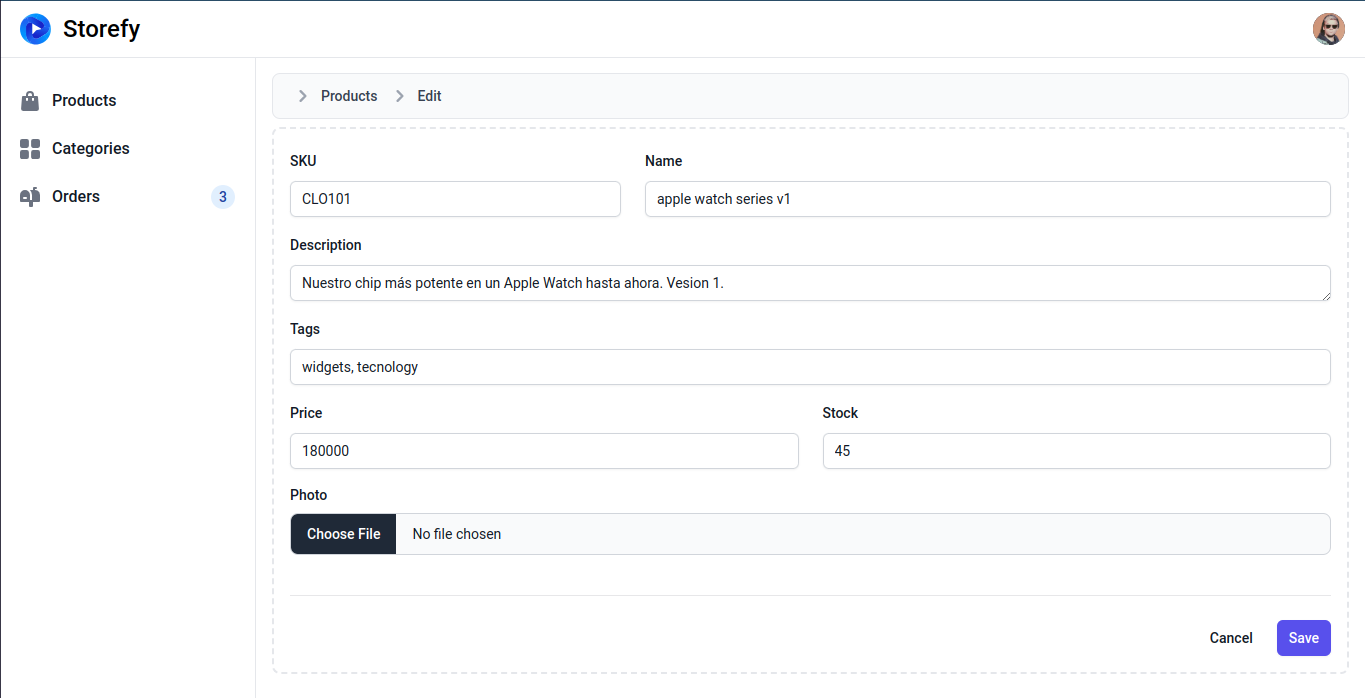 Storefy
Products
Categories
Orders 3
Products Edit
SKU Name
CLO101 apple watch series v1
Description
Nuestro chip más potente en un Apple Watch hasta ahora. Vesion 1.
Tags
widgets, tecnology
Price Stock
180000 45
Photo
Choose File No file chosen
Cancel Save